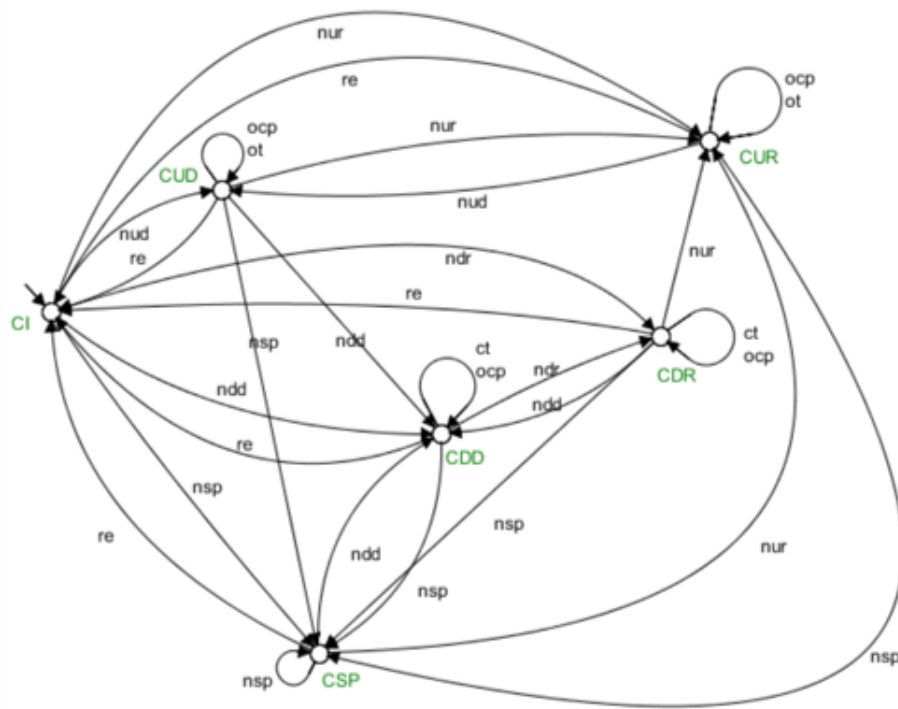 nur
re
ocp
ot
ocp
ot
nur
CUR
CUD
nud
nud
re
ndr
nur
re
CI
nsp
ndd
ct
ocp
ct
ocp
ndr
CDR
ndd
ndd
re
CDD
nsp
nsp
re
ndd
nur
nsp
nsp
nsp
CSP